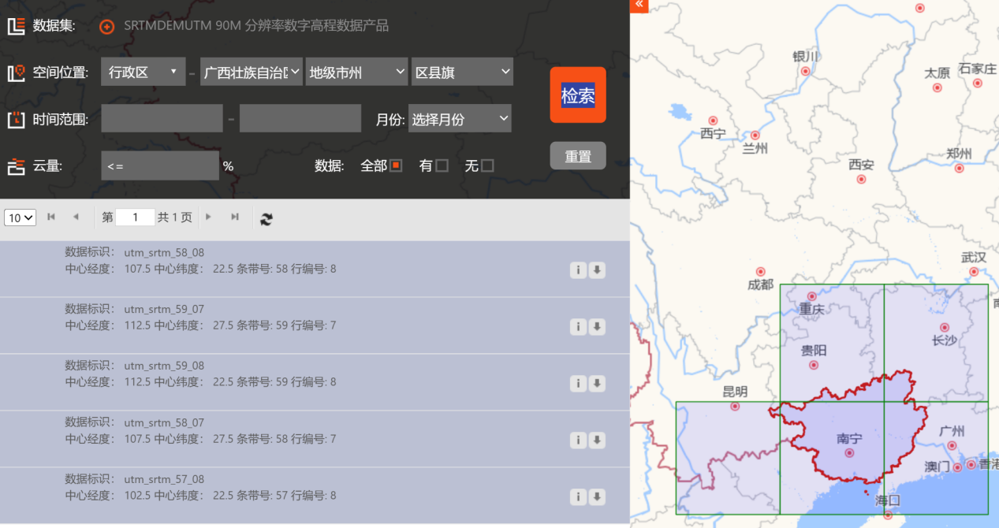 数据集: SRTMDEMUTM 90M 分辨率数字高程数据产品
空间位置: 行政区 - 广西壮族自治区 地级市州 区县旗
检索
时间范围: - 月份: 选择月份
重置
云量: <= % 数据: 全部 有 无
10 第 1 共 1 页
数据标识: utm_srtm_58_08
中心经度: 107.5 中心纬度: 22.5 条带号: 58 行编号: 8
数据标识: utm_srtm_59_07
中心经度: 112.5 中心纬度: 27.5 条带号: 59 行编号: 7
数据标识: utm_srtm_59_08
中心经度: 112.5 中心纬度: 22.5 条带号: 59 行编号: 8
数据标识: utm_srtm_58_07
中心经度: 107.5 中心纬度: 27.5 条带号: 58 行编号: 7
数据标识: utm_srtm_57_08
中心经度: 102.5 中心纬度: 22.5 条带号: 57 行编号: 8
银川
太原
石家庄
西宁
兰州
郑州
西安
武汉
成都
重庆
长沙
贵阳
昆明
广州
南宁
澳门
香港
海口